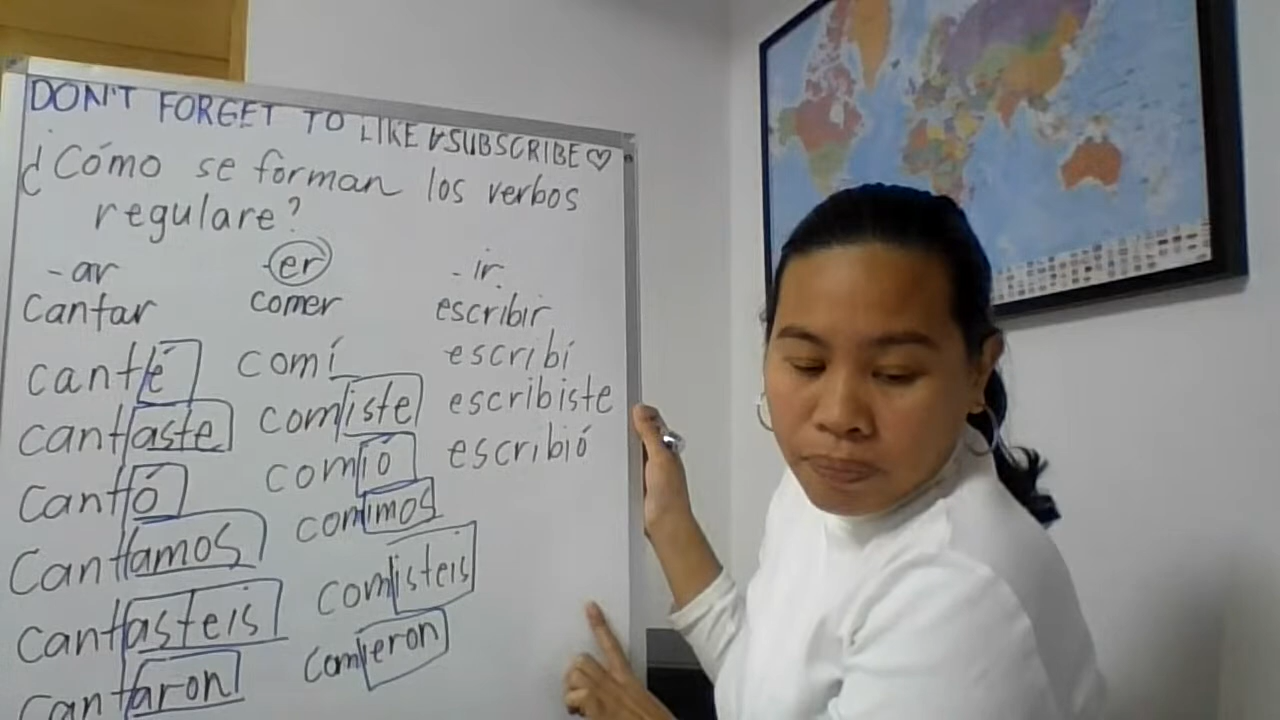 DON'T FORGET TO LIKE & SUBSCRIBE ♡
¿Cómo se forman los verbos
regulare?
-ar -er -ir
cantar comer escribir
canté comí escribí
cantaste comiste escribiste
cantó comió escribió
cantamos comimos
cantasteis comisteis
cantaron comieron